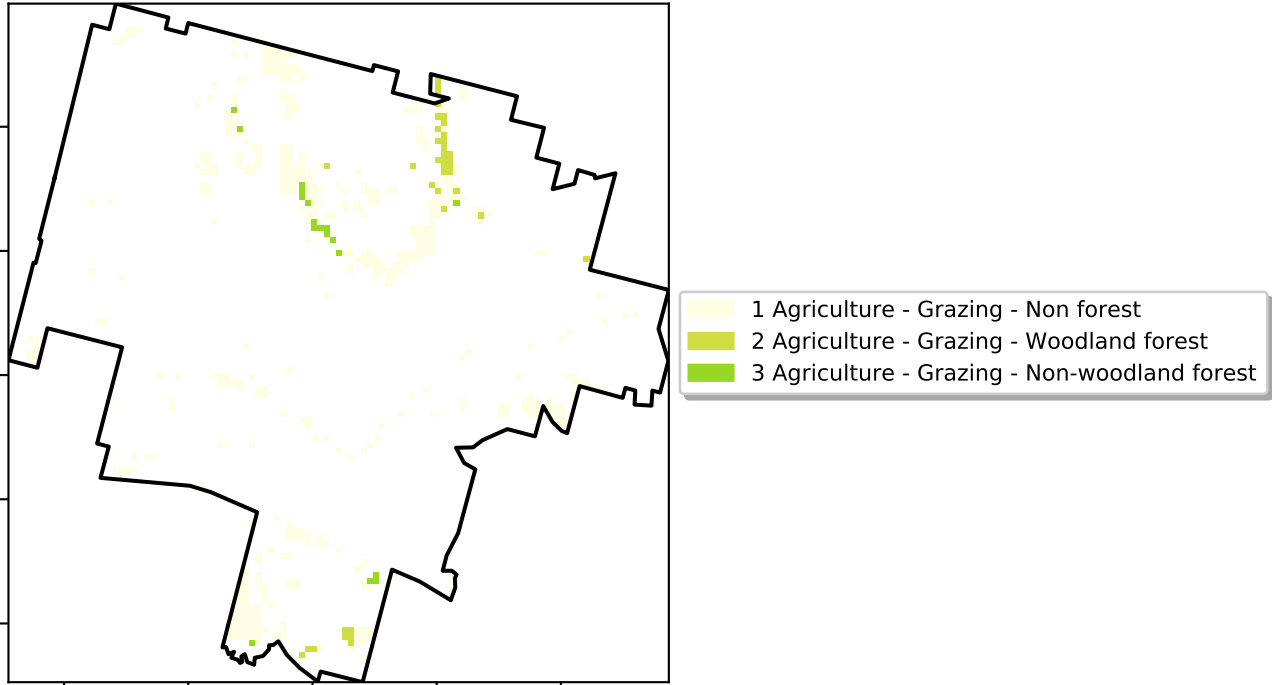 1 Agriculture - Grazing - Non forest
2 Agriculture - Grazing - Woodland forest
3 Agriculture - Grazing - Non-woodland forest